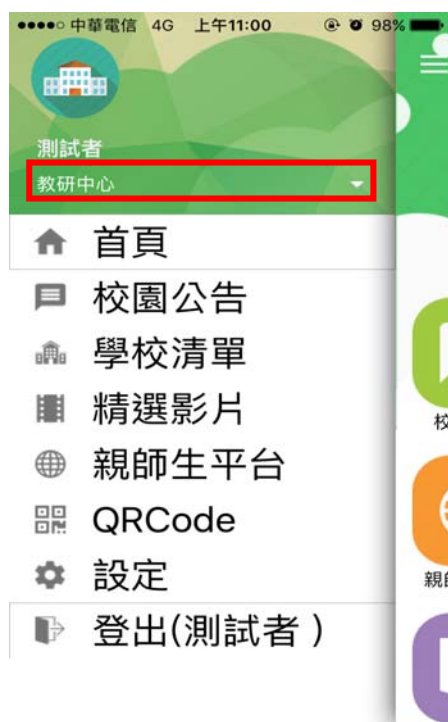 中華電信 4G 上午11:00 98%
測試者
教研中心
首頁
校園公告
學校清單
精選影片
親師生平台
QRCode
設定
登出(測試者 )
校
親